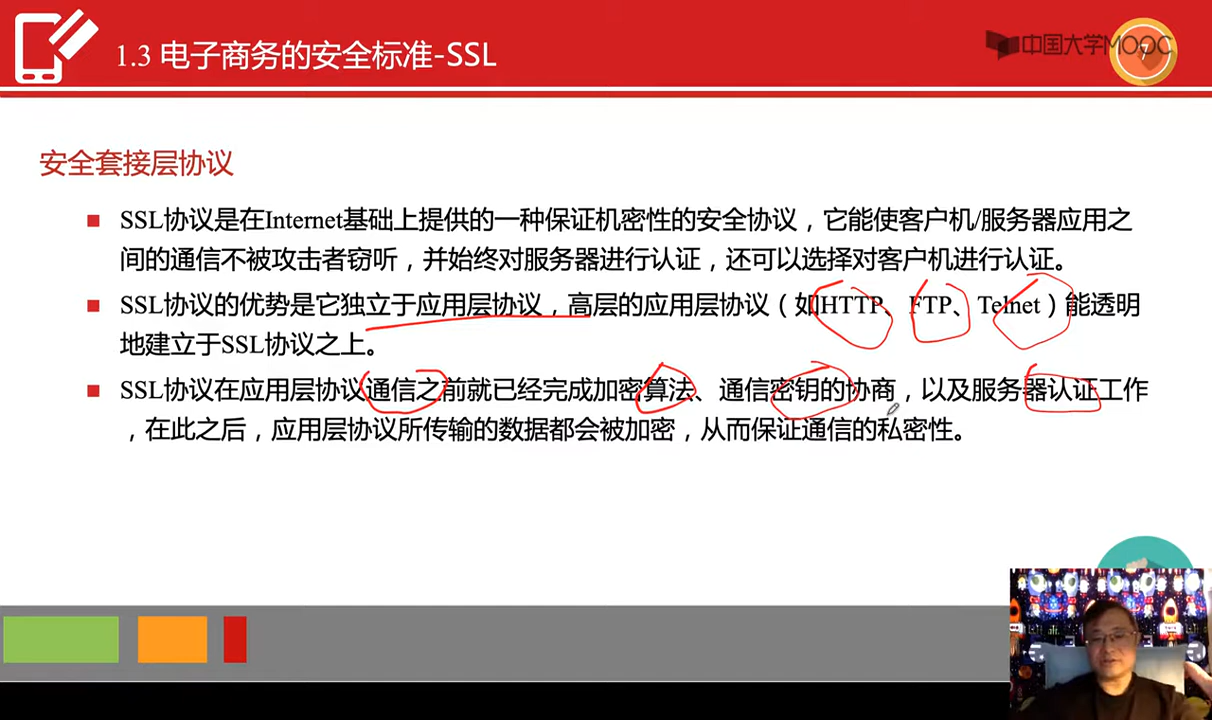 1.3 电子商务的安全标准-SSL
中国大学MOOC
安全套接层协议
SSL协议是在Internet基础上提供的一种保证机密性的安全协议，它能使客户机/服务器应用之
间的通信不被攻击者窃听，并始终对服务器进行认证，还可以选择对客户机进行认证。
SSL协议的优势是它独立于应用层协议，高层的应用层协议（如HTTP、FTP、Telnet）能透明
地建立于SSL协议之上。
SSL协议在应用层协议通信之前就已经完成加密算法、通信密钥的协商，以及服务器认证工作
，在此之后，应用层协议所传输的数据都会被加密，从而保证通信的私密性。